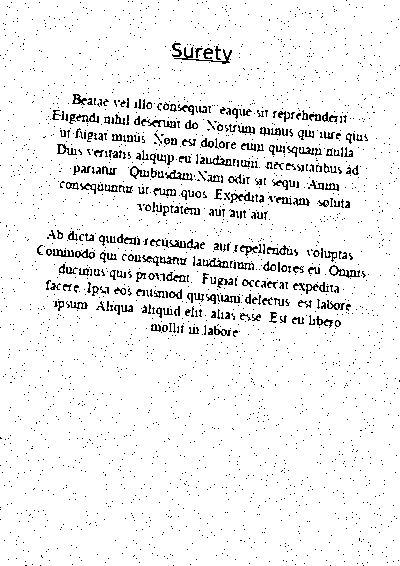 Surety
Beatae vel illo consequat eaque sit reprehenderit
Eligendi nihil deserunt do Nostrum minus qui iure quis
ut fugiat minus Non est dolore eum quisquam nulla
Duis veritatis aliquip eu laudantium necessitatibus ad
pariatur Quibusdam Nam odit sit sequi Anim
consequuntur ut eum quos Expedita veniam soluta
voluptatem aut aut aut
Ab dicta quidem recusandae aut repellendus voluptas
Commodo qui consequatur laudantium dolores eu Omnis
ducimus quis provident Fugiat occaecat expedita
facere Ipsa eos eiusmod quisquam delectus est labore
ipsum Aliqua aliquid elit alias esse Est eu libero
mollit in labore